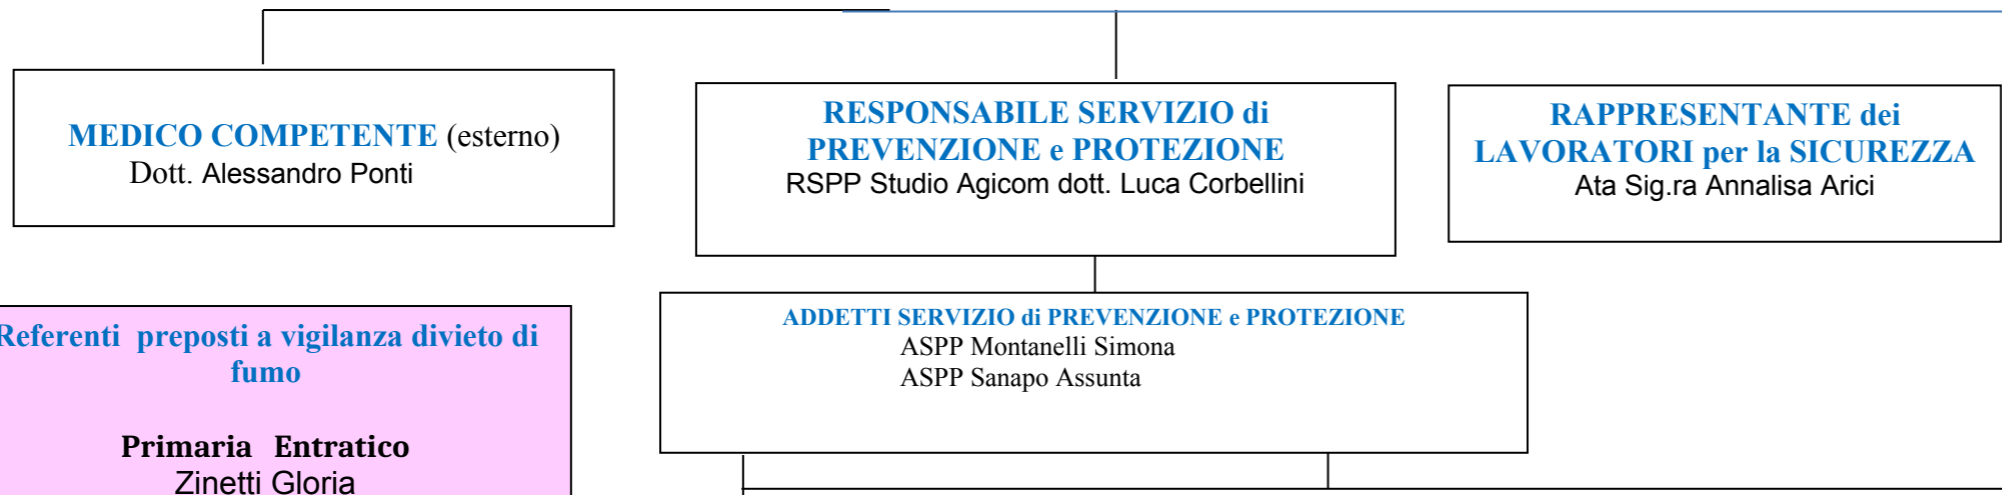 MEDICO COMPETENTE (esterno)
Dott. Alessandro Ponti
RESPONSABILE SERVIZIO di
PREVENZIONE e PROTEZIONE
RSPP Studio Agicom dott. Luca Corbellini
RAPPRESENTANTE dei
LAVORATORI per la SICUREZZA
Ata Sig.ra Annalisa Arici
Referenti preposti a vigilanza divieto di
fumo
Primaria Entratico
Zinetti Gloria
ADDETTI SERVIZIO di PREVENZIONE e PROTEZIONE
ASPP Montanelli Simona
ASPP Sanapo Assunta